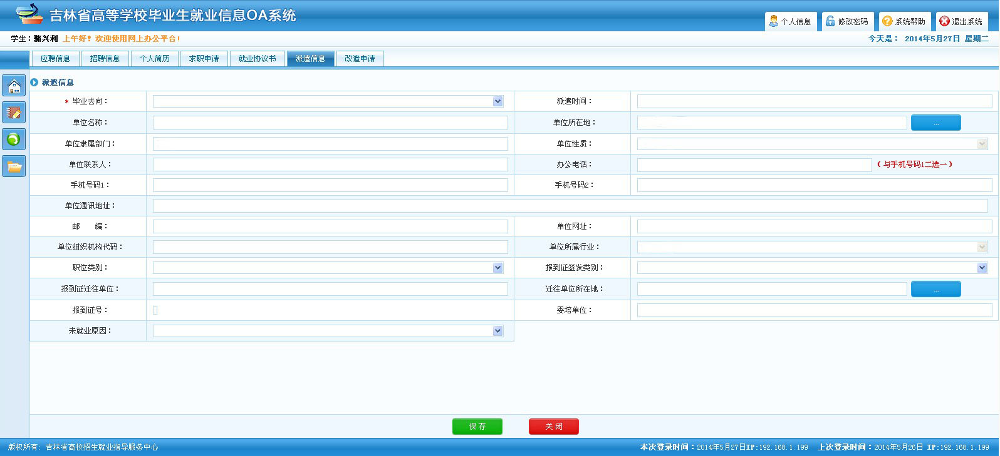 吉林省高等学校毕业生就业信息OA系统
个人信息 修改密码 系统帮助 退出系统
学生：骆兴利 上午好！欢迎使用网上办公平台！ 今天是： 2014年5月27日 星期二
应聘信息 招聘信息 个人简历 求职申请 就业协议书 派遣信息 改遣申请
派遣信息
* 毕业去向： 派遣时间：
单位名称： 单位所在地： ...
单位隶属部门： 单位性质：
单位联系人： 办公电话： （与手机号码1二选一）
手机号码1： 手机号码2：
单位通讯地址：
邮 编： 单位网址：
单位组织机构代码： 单位所属行业：
职位类别： 报到证签发类别：
报到证迁往单位： 迁往单位所在地： ...
报到证号： 委培单位：
未就业原因：
保存 关闭
版权所有: 吉林省高校招生就业指导服务中心 本次登录时间：2014年5月27日IP:192.168.1.199 上次登录时间：2014年5月26日 IP:192.168.1.199